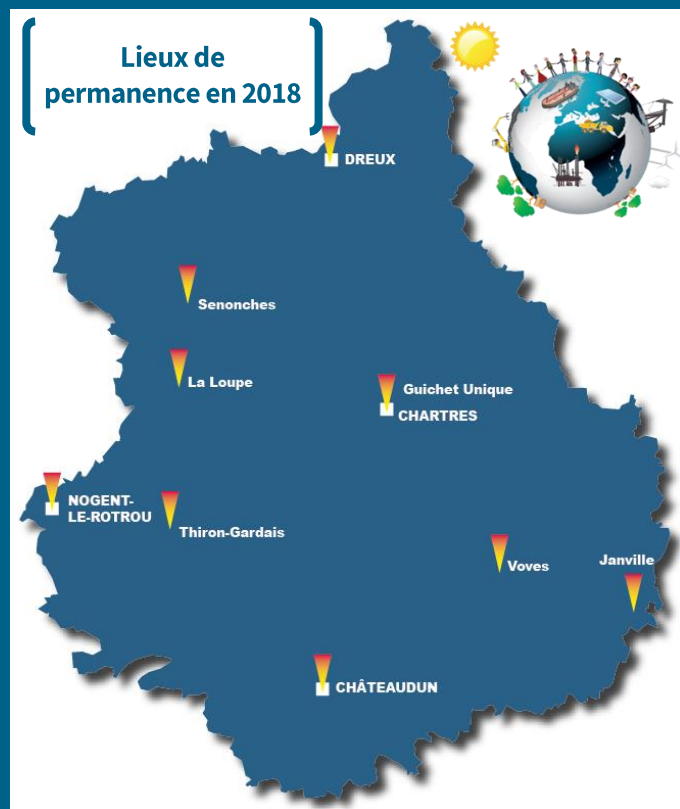 Lieux de
permanence en 2018
DREUX
Senonches
La Loupe
Guichet Unique
CHARTRES
NOGENT-
LE-ROTROU
Thiron-Gardais
Voves
Janville
CHÂTEAUDUN